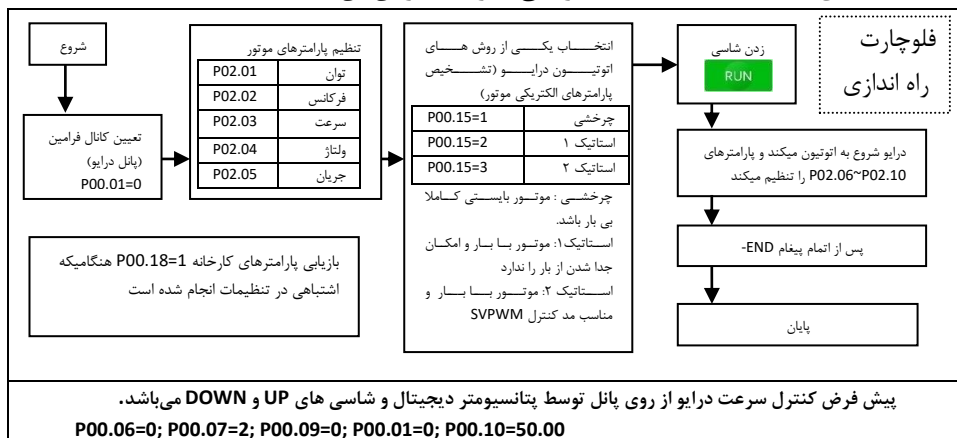 فلوچارت
راه اندازی
شروع
تعیین کانال فرامین
(پانل درایو)
P00.01=0
تنظیم پارامترهای موتور
توان P02.01
فرکانس P02.02
سرعت P02.03
ولتاژ P02.04
جریان P02.05
انتخاب یکی از روش های
اتوتیون درایو (تشخیص
پارامترهای الکتریکی موتور)
چرخشی P00.15=1
استاتیک ۱ P00.15=2
استاتیک ۲ P00.15=3
چرخشی : موتور بایستی کاملا
بی بار باشد.
استاتیک۱: موتور با بار و امکان
جدا شدن از بار را ندارد
استاتیک ۲: موتور با بار و
مناسب مد کنترل SVPWM
زدن شاسی
RUN
درایو شروع به اتوتیون میکند و پارامترهای
P02.06~P02.10 را تنظیم میکند
پس از اتمام پیغام END-
پایان
بازیابی پارامترهای کارخانه P00.18=1 هنگامیکه
اشتباهی در تنظیمات انجام شده است
پیش فرض کنترل سرعت درایو از روی پانل توسط پتانسیومتر دیجیتال و شاسی های UP و DOWN می‌باشد.
P00.06=0; P00.07=2; P00.09=0; P00.01=0; P00.10=50.00